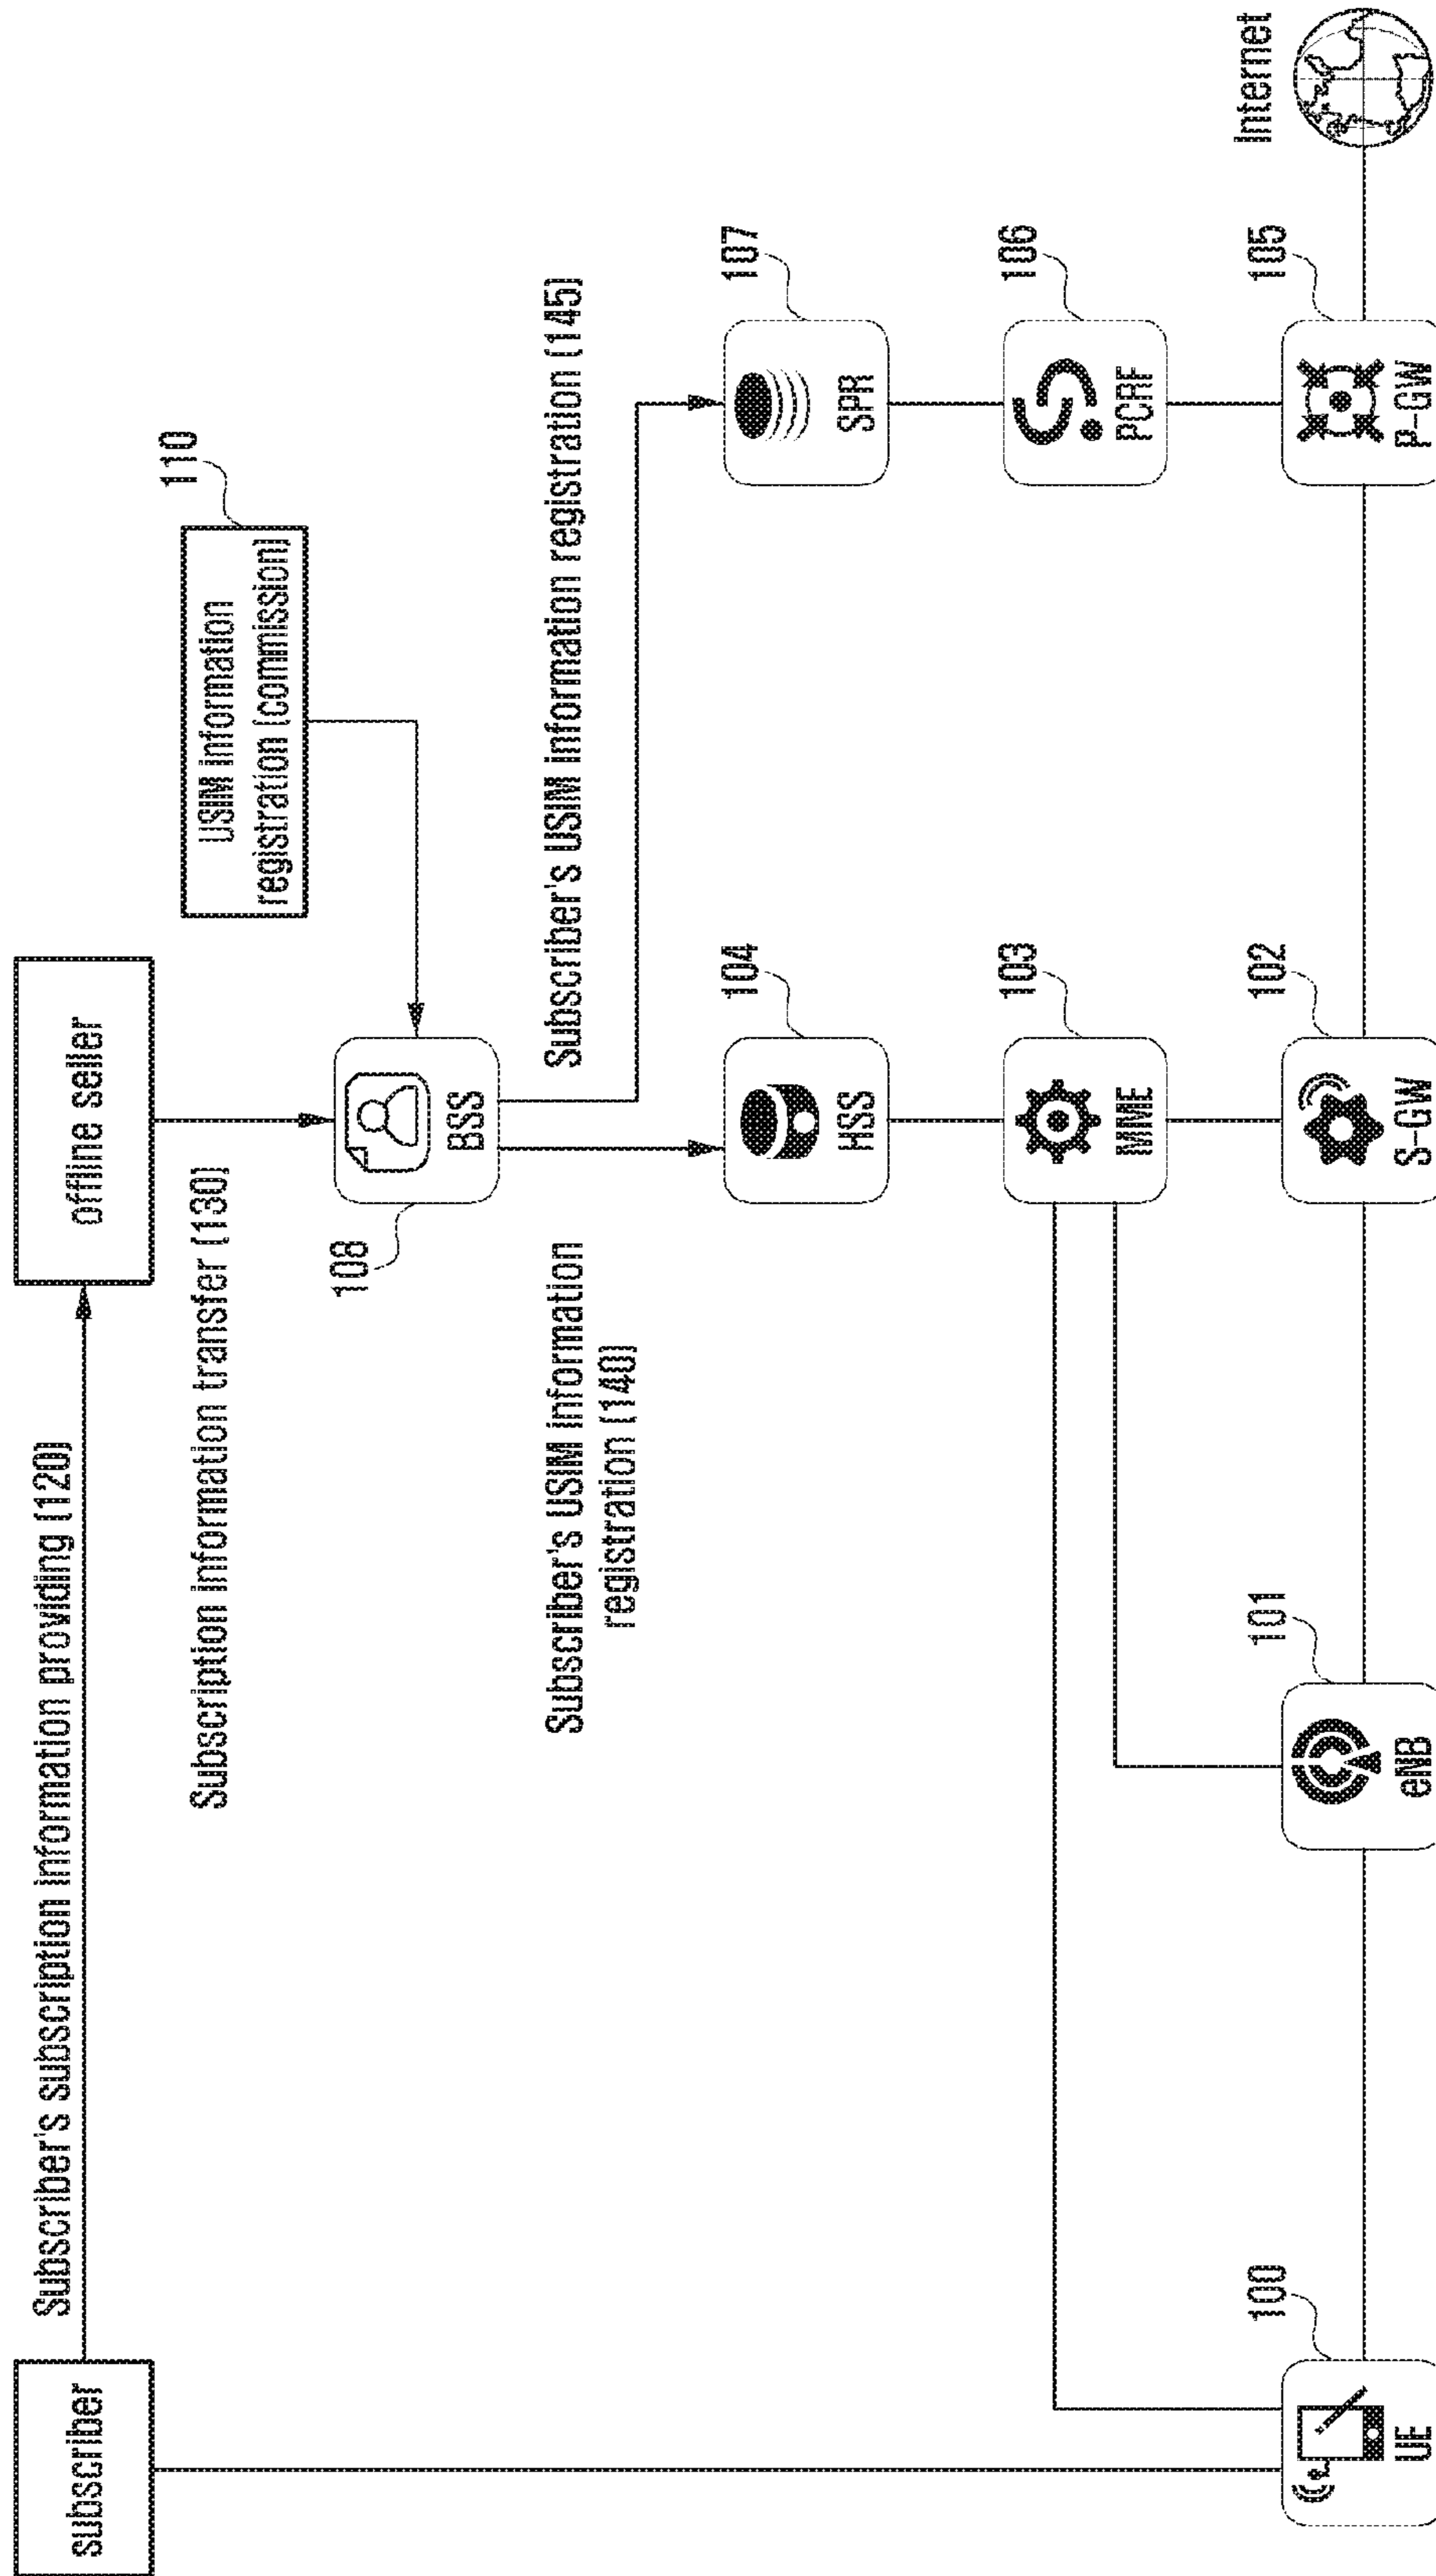 subscriber
Subscriber's subscription information providing (120)
offline seller
Subscription information transfer (130)
110
USIM information
registration (commission)
108
BSS
Subscriber's USIM information
registration (140)
Subscriber's USIM information registration (145)
104
HSS
107
SPR
103
MME
106
PCRF
100
UE
101
eNB
102
S-GW
105
P-GW
Internet